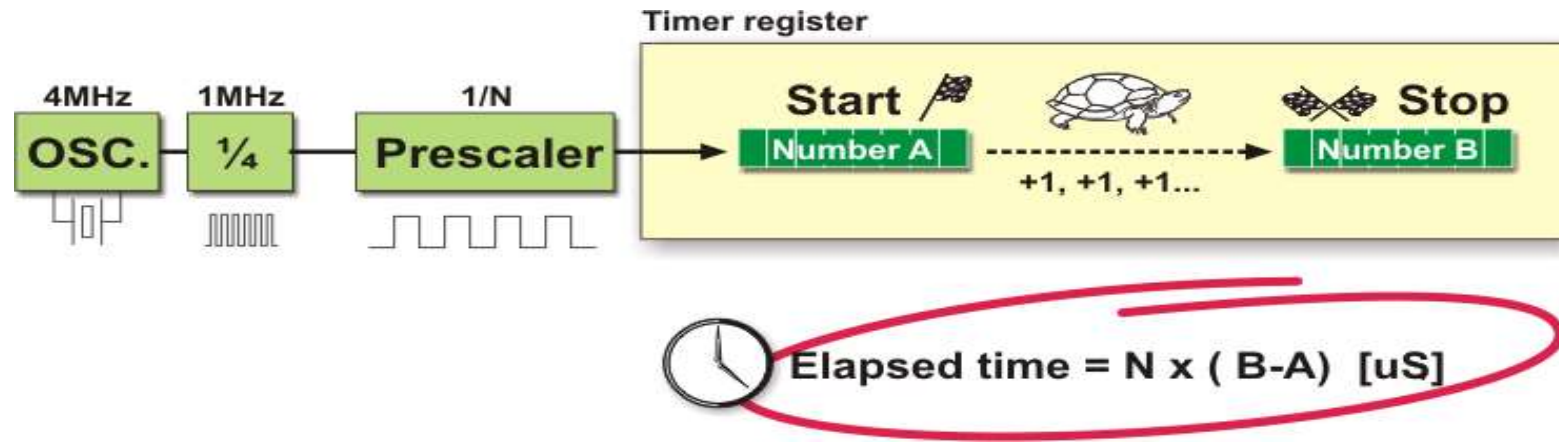 Timer register
4MHz
1MHz
1/N
OSC.
¼
Prescaler
Start
Stop
Number A
Number B
+1, +1, +1...
Elapsed time = N x ( B-A) [uS]